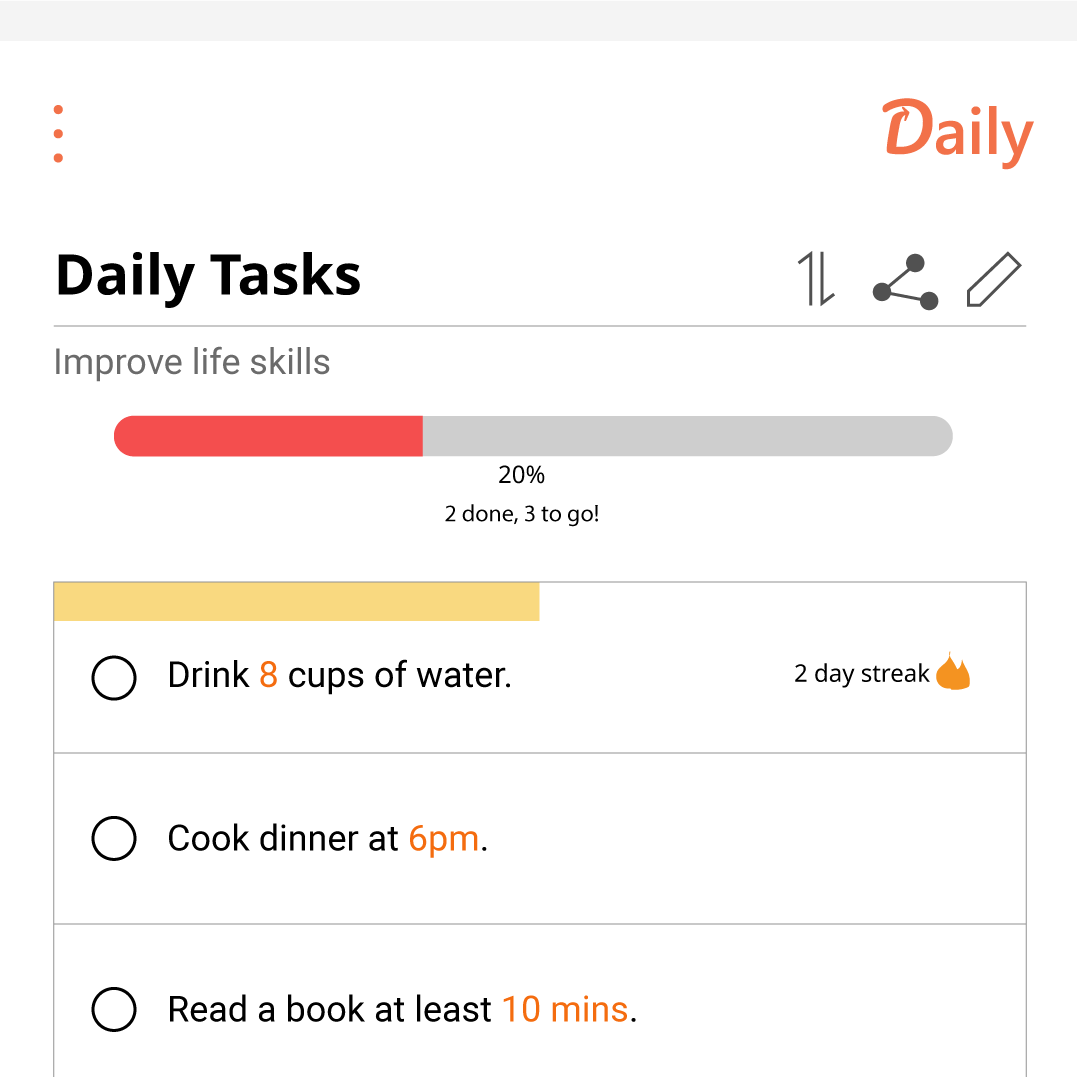 Daily
Daily Tasks
Improve life skills
20%
2 done, 3 to go!
Drink 8 cups of water.
2 day streak
Cook dinner at 6pm.
Read a book at least 10 mins.